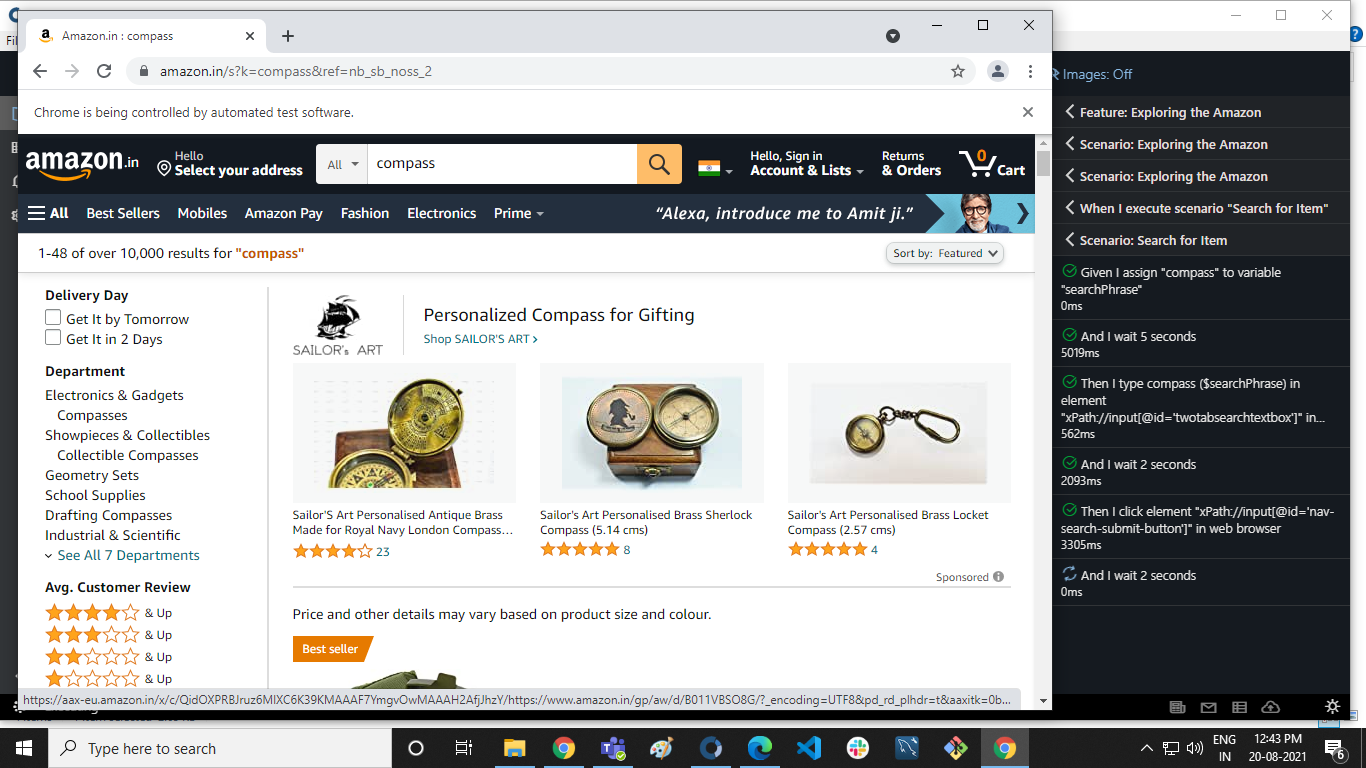 Amazon.in : compass
amazon.in/s?k=compass&ref=nb_sb_noss_2
Chrome is being controlled by automated test software.
amazon.in
Hello
Select your address
All
compass
Hello, Sign in
Account & Lists
Returns
& Orders
0
Cart
All
Best Sellers
Mobiles
Amazon Pay
Fashion
Electronics
Prime
“Alexa, introduce me to Amit ji.”
1-48 of over 10,000 results for "compass"
Sort by: Featured
Delivery Day
Get It by Tomorrow
Get It in 2 Days
Department
Electronics & Gadgets
Compasses
Showpieces & Collectibles
Collectible Compasses
Geometry Sets
School Supplies
Drafting Compasses
Industrial & Scientific
See All 7 Departments
Avg. Customer Review
& Up
& Up
& Up
& Up
SAILOR's ART
Personalized Compass for Gifting
Shop SAILOR'S ART
Sailor'S Art Personalised Antique Brass
Made for Royal Navy London Compass…
23
Sailor's Art Personalised Brass Sherlock
Compass (5.14 cms)
8
Sailor's Art Personalised Brass Locket
Compass (2.57 cms)
4
Sponsored
Price and other details may vary based on product size and colour.
Best seller
https://aax-eu.amazon.in/x/c/QidOXPRBJruz6MIXC6K39KMAAAF7YmgvOwMAAAH2AfjJhzY/https://www.amazon.in/gp/aw/d/B011VBSO8G/?_encoding=UTF8&pd_rd_plhdr=t&aaxitk=0b...
Images: Off
Feature: Exploring the Amazon
Scenario: Exploring the Amazon
Scenario: Exploring the Amazon
When I execute scenario "Search for Item"
Scenario: Search for Item
Given I assign "compass" to variable
"searchPhrase"
0ms
And I wait 5 seconds
5019ms
Then I type compass ($searchPhrase) in
element
"xPath://input[@id='twotabsearchtextbox']" in...
562ms
And I wait 2 seconds
2093ms
Then I click element "xPath://input[@id='nav-
search-submit-button']" in web browser
3305ms
And I wait 2 seconds
0ms
Type here to search
ENG
IN
12:43 PM
20-08-2021
6